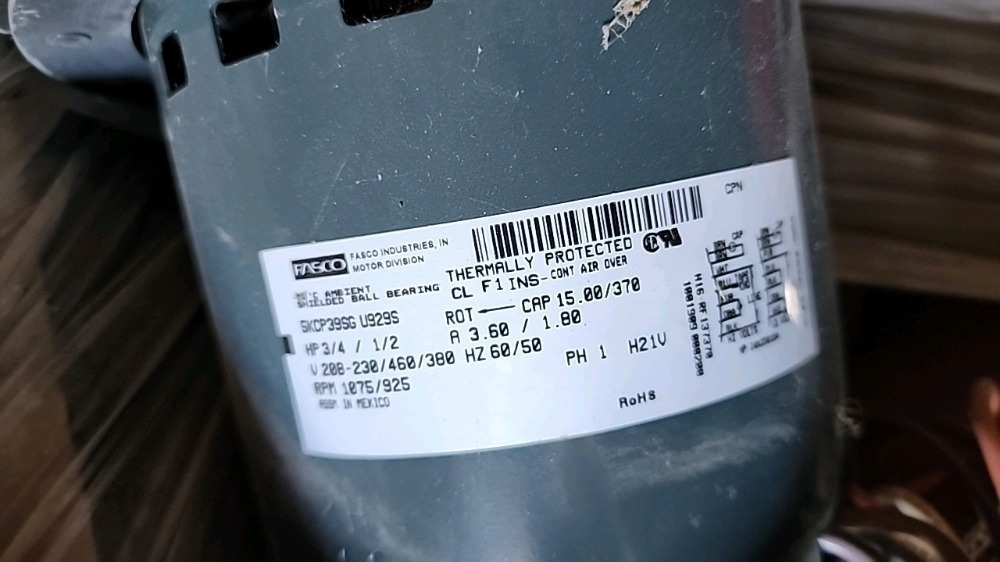 FASCO
FASCO INDUSTRIES, IN
MOTOR DIVISION
CPN
THERMALLY PROTECTED
CL F1 INS-CONT AIR OVER
AMBIENT
SHIELDED BALL BEARING
ROT CAP 15.00/370
5KCP39SG U929S
A 3.60 / 1.80
HP 3/4 / 1/2
V 208-230/460/380 HZ 60/50
PH 1 H21V
RPM 1075/925
ASSM IN MEXICO
RoHS